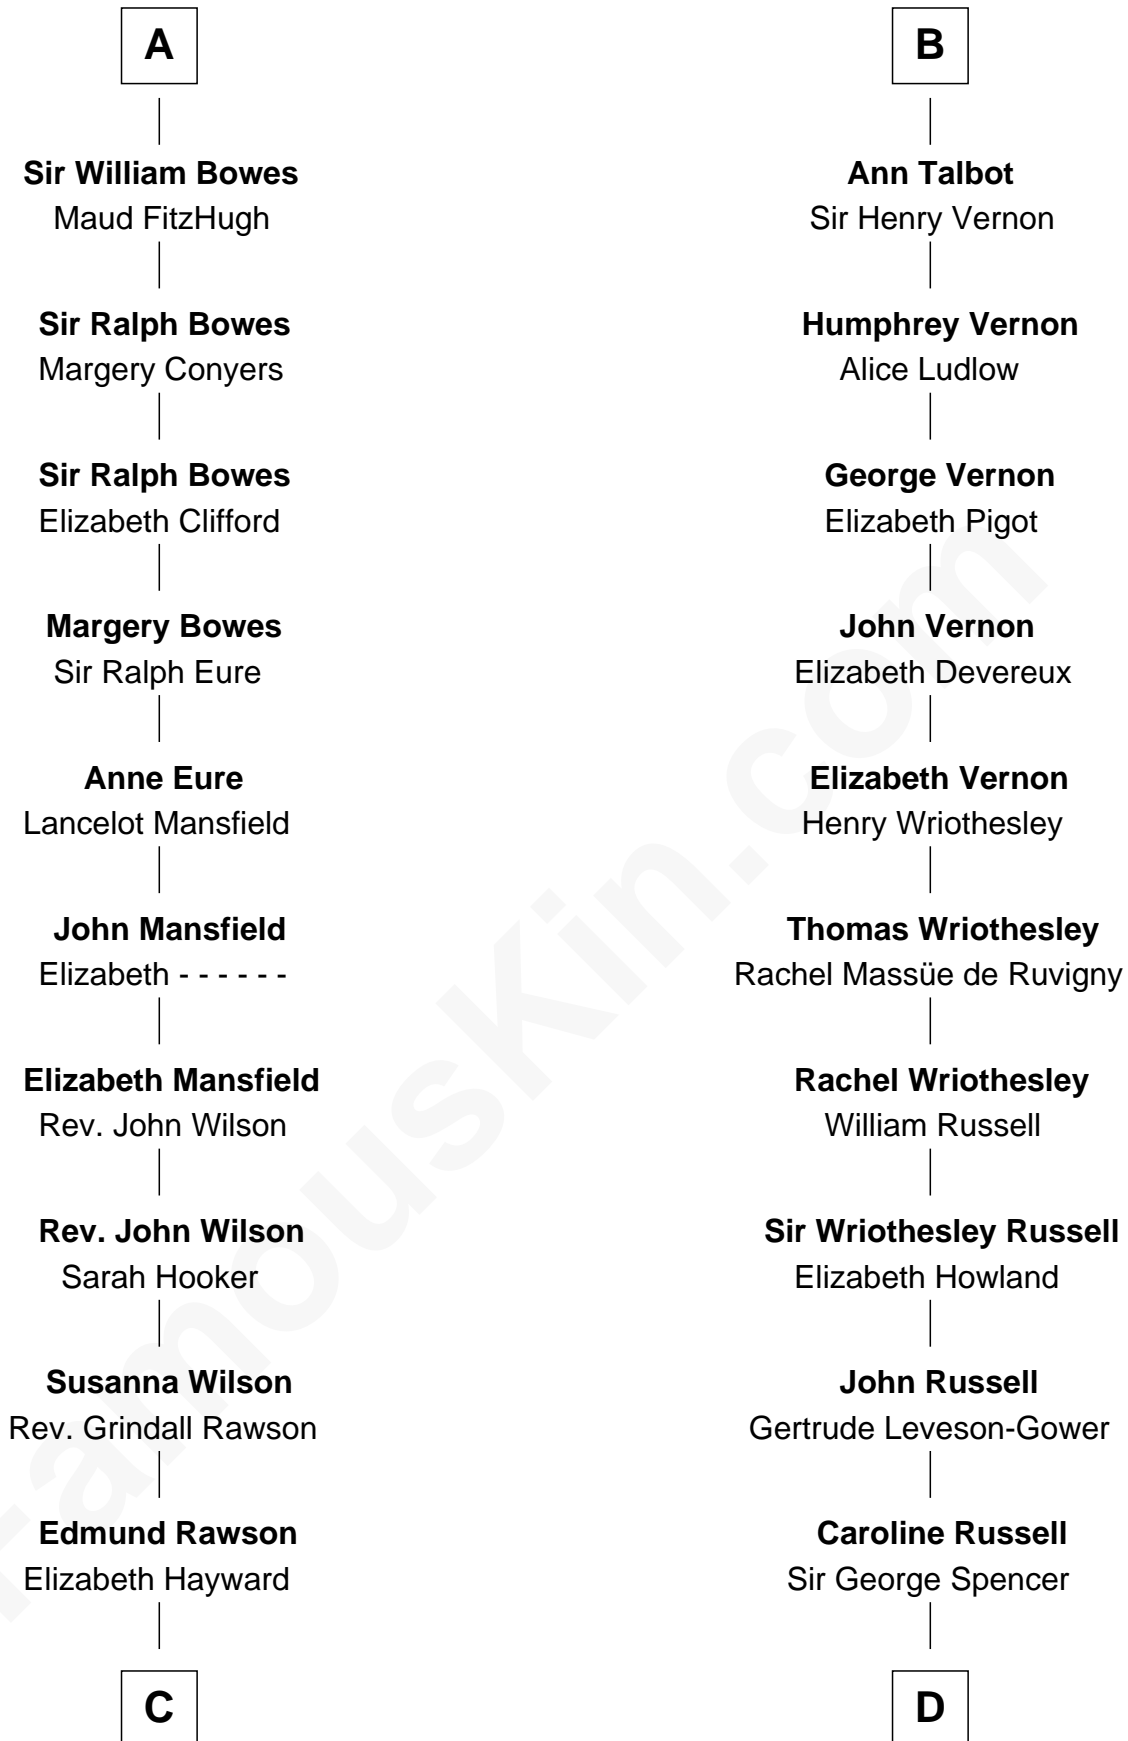 A
Sir William Bowes
Maud FitzHugh
Sir Ralph Bowes
Margery Conyers
Sir Ralph Bowes
Elizabeth Clifford
Margery Bowes
Sir Ralph Eure
Anne Eure
Lancelot Mansfield
John Mansfield
Elizabeth - - - - - -
Elizabeth Mansfield
Rev. John Wilson
Rev. John Wilson
Sarah Hooker
Susanna Wilson
Rev. Grindall Rawson
Edmund Rawson
Elizabeth Hayward
C
B
Ann Talbot
Sir Henry Vernon
Humphrey Vernon
Alice Ludlow
George Vernon
Elizabeth Pigot
John Vernon
Elizabeth Devereux
Elizabeth Vernon
Henry Wriothesley
Thomas Wriothesley
Rachel Massüe de Ruvigny
Rachel Wriothesley
William Russell
Sir Wriothesley Russell
Elizabeth Howland
John Russell
Gertrude Leveson-Gower
Caroline Russell
Sir George Spencer
D
FamousKin.com